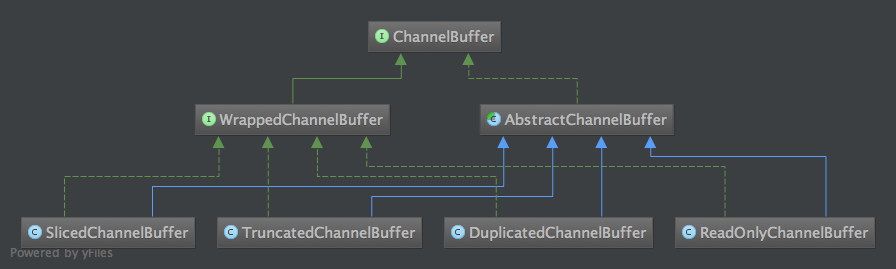 I ChannelBuffer
I WrappedChannelBuffer
C AbstractChannelBuffer
C SlicedChannelBuffer
C TruncatedChannelBuffer
C DuplicatedChannelBuffer
C ReadOnlyChannelBuffer
Powered by yFiles